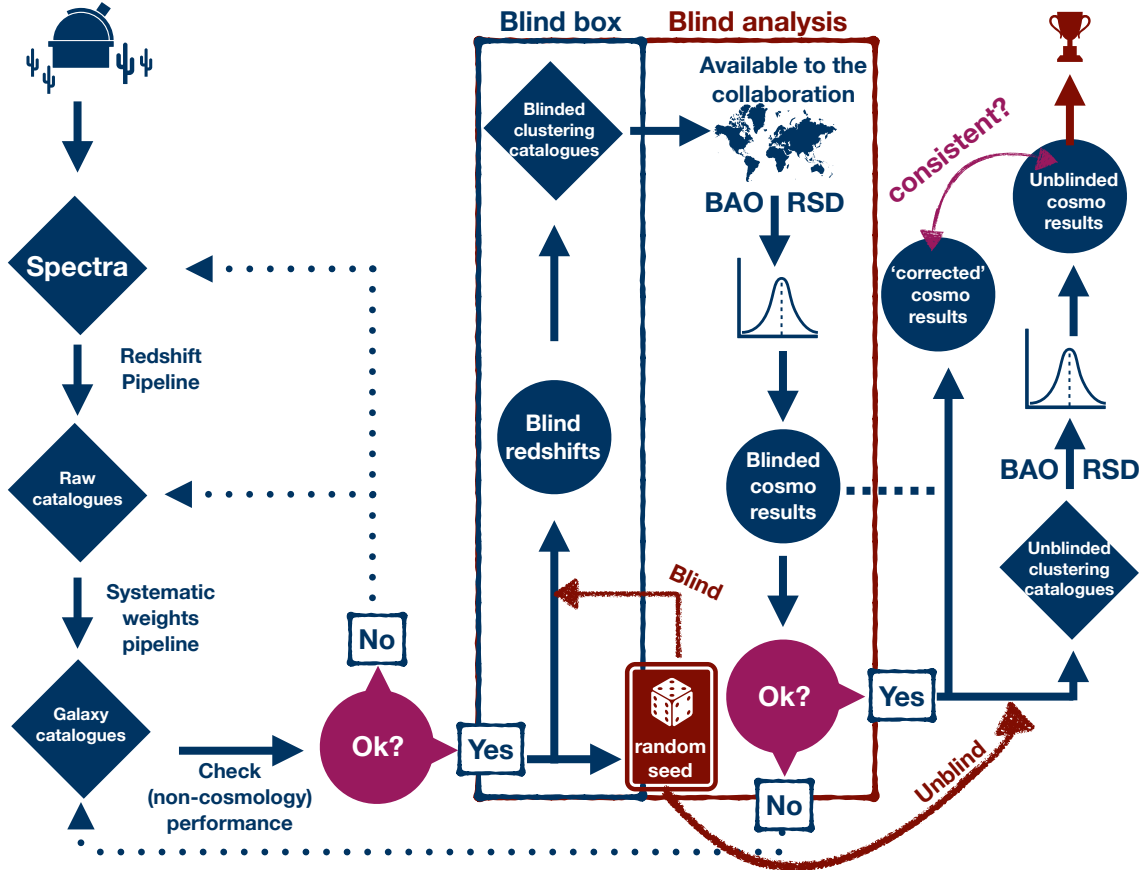 Blind box
Blind analysis
Available to the
collaboration
Blinded
clustering
catalogues
consistent?
Unblinded
cosmo
results
BAO
RSD
Spectra
'corrected'
cosmo
results
Redshift
Pipeline
Blind
redshifts
Raw
catalogues
Blinded
cosmo
results
BAO
RSD
Unblinded
clustering
catalogues
Systematic
weights
pipeline
Blind
No
Galaxy
catalogues
Ok?
Yes
random
seed
Ok?
Yes
Check
(non-cosmology)
performance
No
Unblind